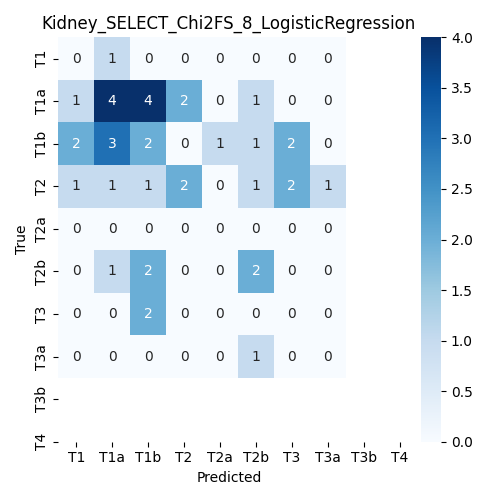 Kidney_SELECT_Chi2FS_8_LogisticRegression
T1 0 1 0 0 0 0 0 0
T1a 1 4 4 2 0 1 0 0
T1b 2 3 2 0 1 1 2 0
T2 1 1 1 2 0 1 2 1
T2a 0 0 0 0 0 0 0 0
T2b 0 1 2 0 0 2 0 0
T3 0 0 2 0 0 0 0 0
T3a 0 0 0 0 0 1 0 0
T3b
T4
T1 T1a T1b T2 T2a T2b T3 T3a T3b T4
Predicted
True
4.0
3.5
3.0
2.5
2.0
1.5
1.0
0.5
0.0